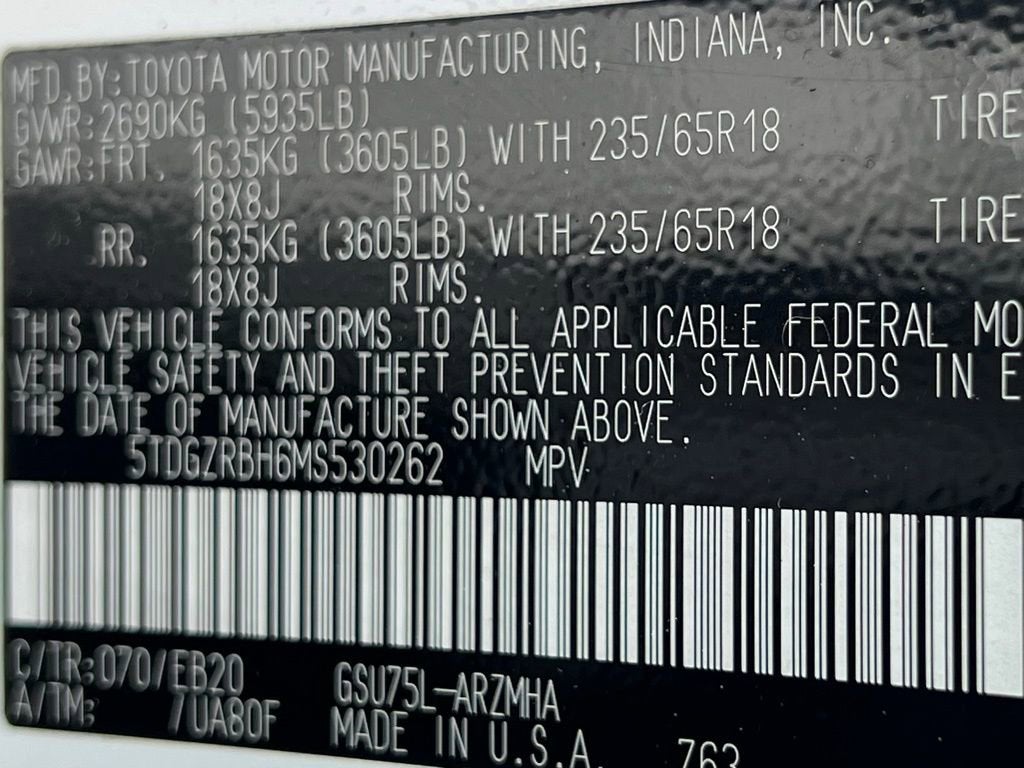 MFD.BY:TOYOTA MOTOR MANUFACTURING, INDIANA, INC.
GVWR:2690KG (5935LB)
GAWR:FRT. 1635KG (3605LB) WITH 235/65R18 TIRE
18X8J RIMS.
RR. 1635KG (3605LB) WITH 235/65R18 TIRE
18X8J RIMS.
THIS VEHICLE CONFORMS TO ALL APPLICABLE FEDERAL MO
VEHICLE SAFETY AND THEFT PREVENTION STANDARDS IN E
THE DATE OF MANUFACTURE SHOWN ABOVE.
5TDGZRBH6MS530262 MPV
C/TR:070/EB20 GSU75L-ARZMHA
A/TM: /UA80F MADE IN U.S.A. 763